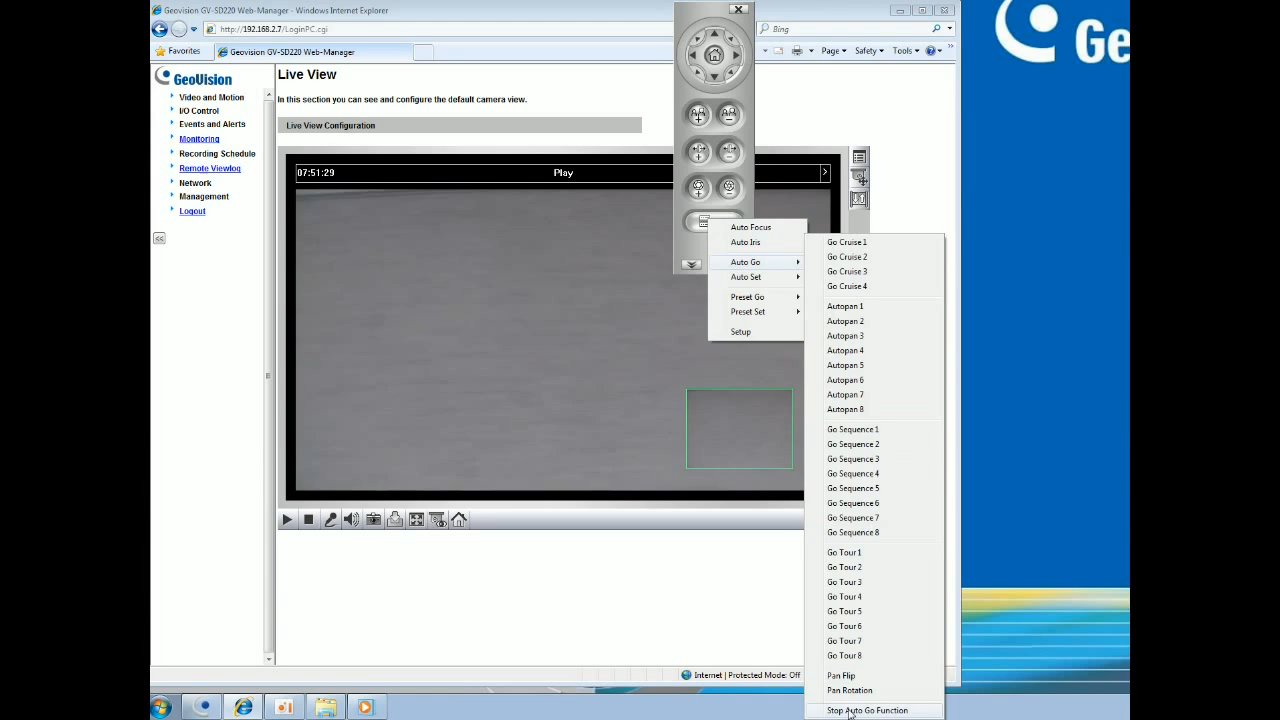 Geovision GV-SD220 Web-Manager - Windows Internet Explorer
http://192.168.2.7/LoginPC.cgi
Bing
Favorites
Geovision GV-SD220 Web-Manager
Page
Safety
Tools
Ge
GeoVision
Video and Motion
I/O Control
Events and Alerts
Monitoring
Recording Schedule
Remote Viewlog
Network
Management
Logout
<<
Live View
In this section you can see and configure the default camera view.
Live View Configuration
07:51:29
Play
>
Auto Focus
Auto Iris
Auto Go
Auto Set
Preset Go
Preset Set
Setup
Go Cruise 1
Go Cruise 2
Go Cruise 3
Go Cruise 4
Autopan 1
Autopan 2
Autopan 3
Autopan 4
Autopan 5
Autopan 6
Autopan 7
Autopan 8
Go Sequence 1
Go Sequence 2
Go Sequence 3
Go Sequence 4
Go Sequence 5
Go Sequence 6
Go Sequence 7
Go Sequence 8
Go Tour 1
Go Tour 2
Go Tour 3
Go Tour 4
Go Tour 5
Go Tour 6
Go Tour 7
Go Tour 8
Pan Flip
Pan Rotation
Stop Auto Go Function
Internet | Protected Mode: Off